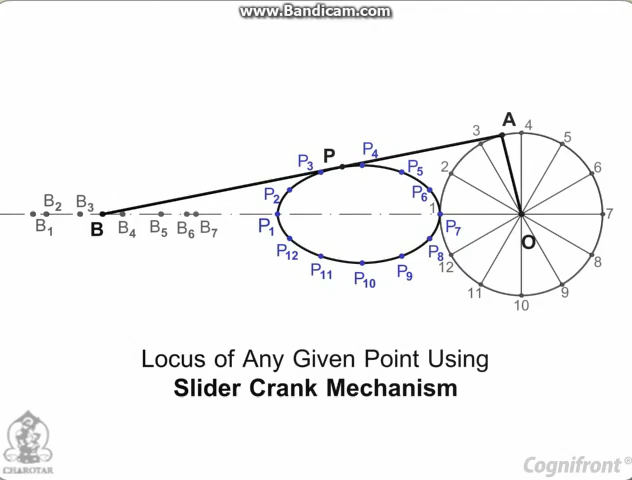 www.Bandicam.com
A
4
3
5
P
P₄
P₃
P₅
2
6
P₂
P₆
B₂
B₃
1
7
B₁
B
B₄
B₅
B₆
B₇
P₁
P₇
O
P₁₂
P₈
12
8
P₁₁
P₁₀
P₉
11
9
10
Locus of Any Given Point Using
Slider Crank Mechanism
CHAROTAR
Cognifront®